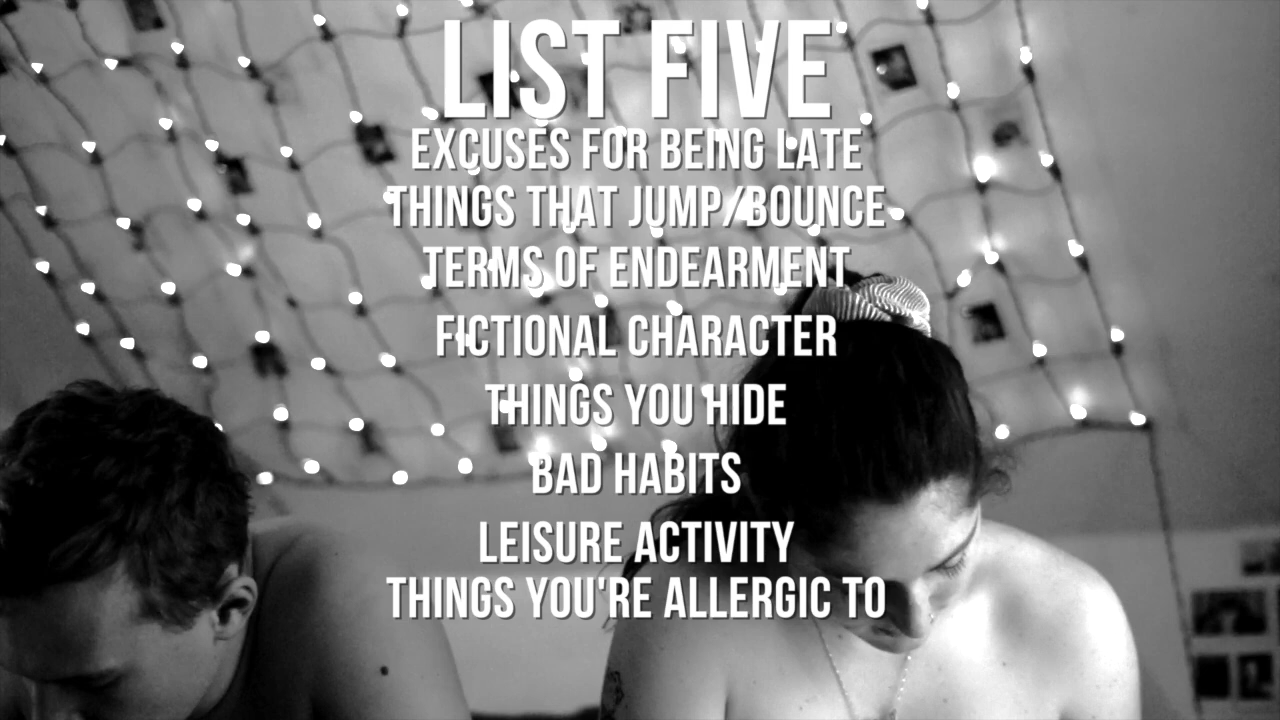 LIST FIVE
EXCUSES FOR BEING LATE
THINGS THAT JUMP/BOUNCE
TERMS OF ENDEARMENT
FICTIONAL CHARACTER
THINGS YOU HIDE
BAD HABITS
LEISURE ACTIVITY
THINGS YOU'RE ALLERGIC TO